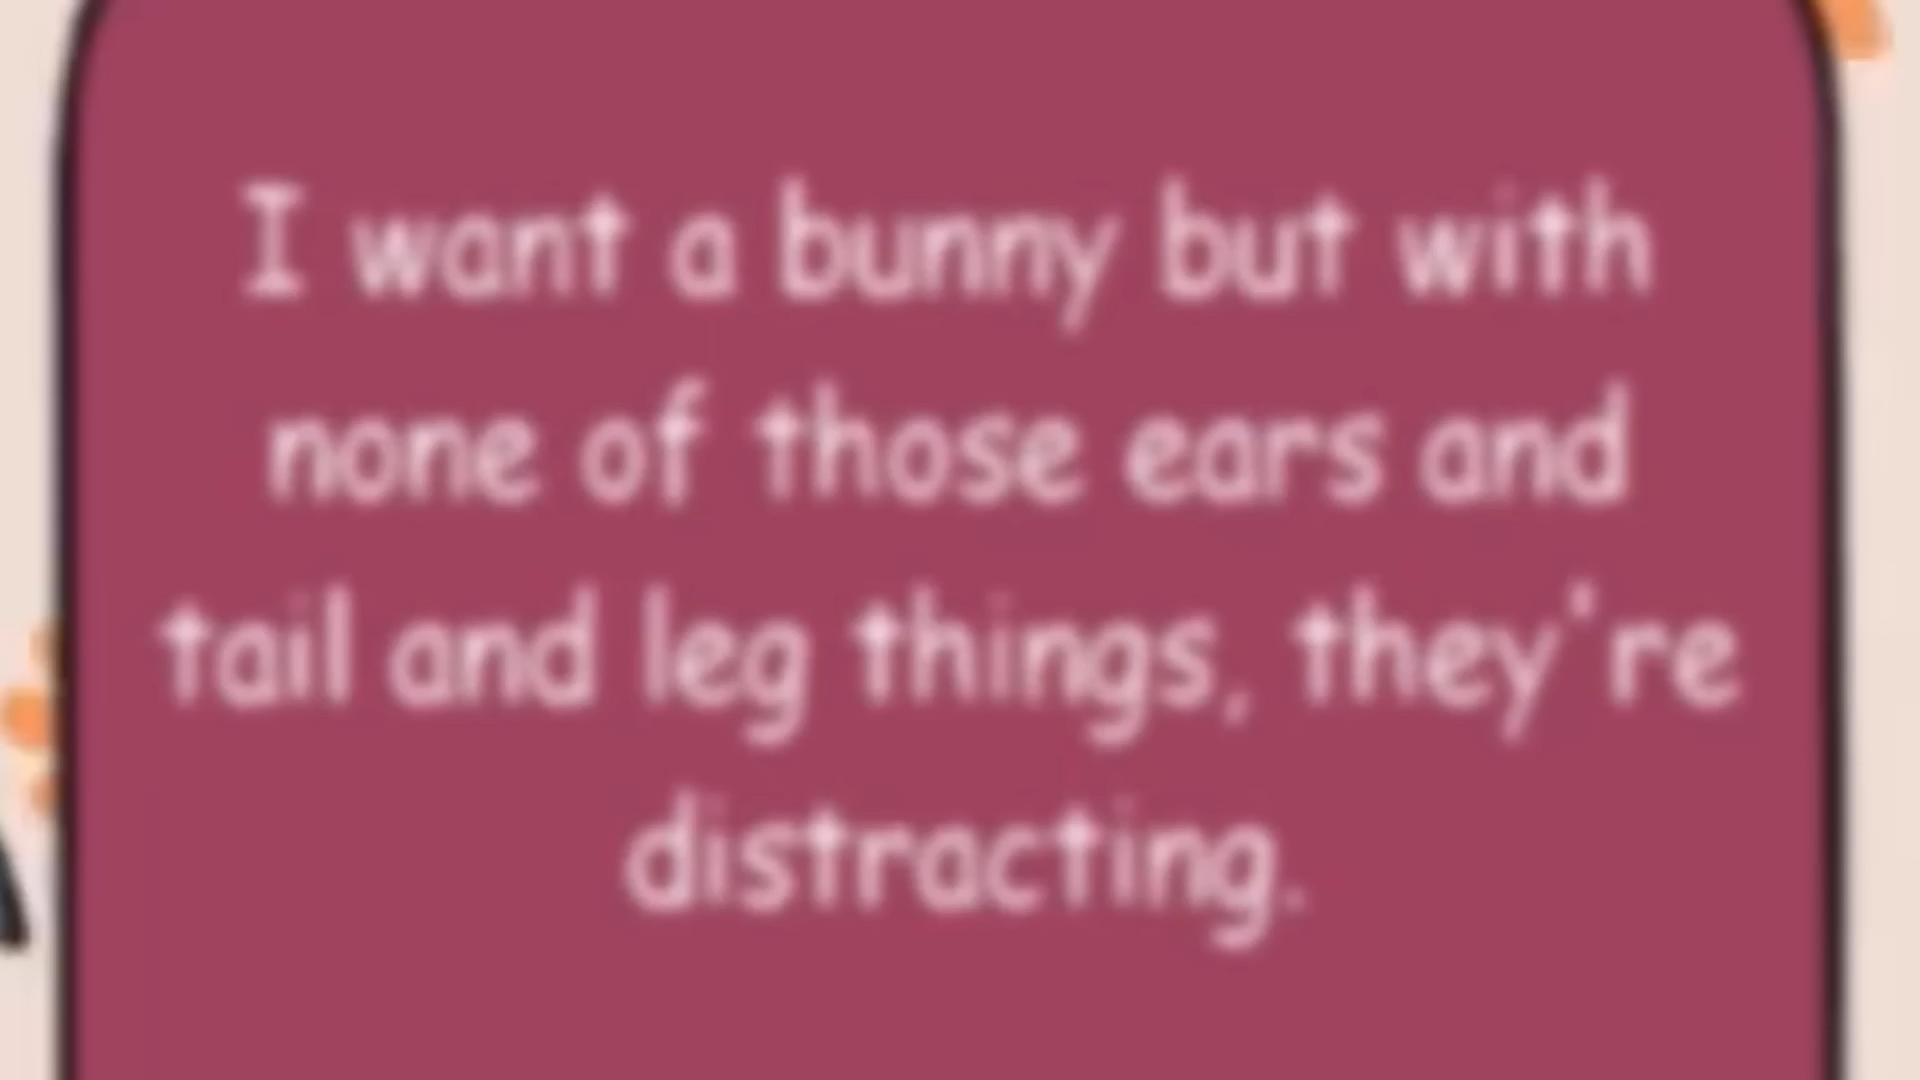 I want a bunny but with
none of those ears and
tail and leg things, they're
distracting.